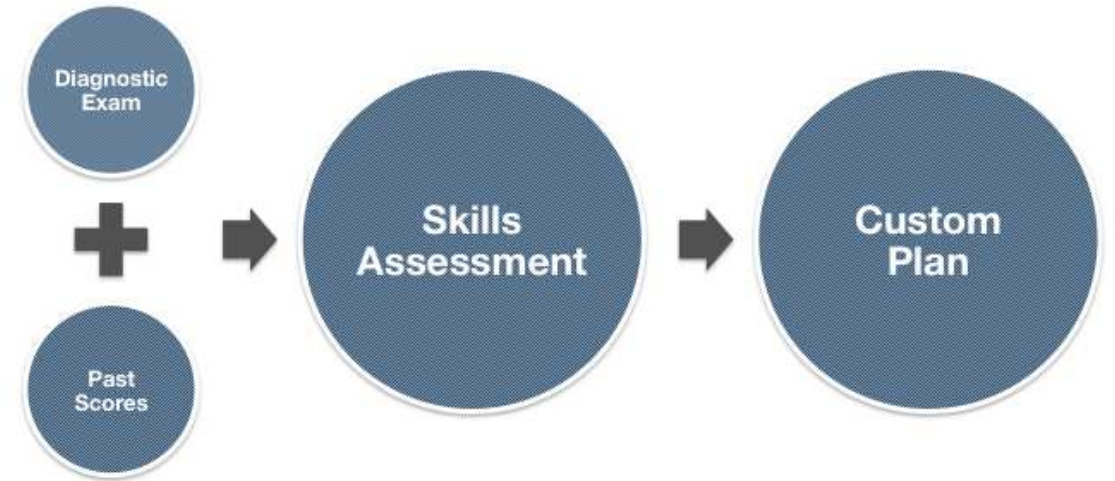 Diagnostic
Exam
Past
Scores
Skills
Assessment
Custom
Plan